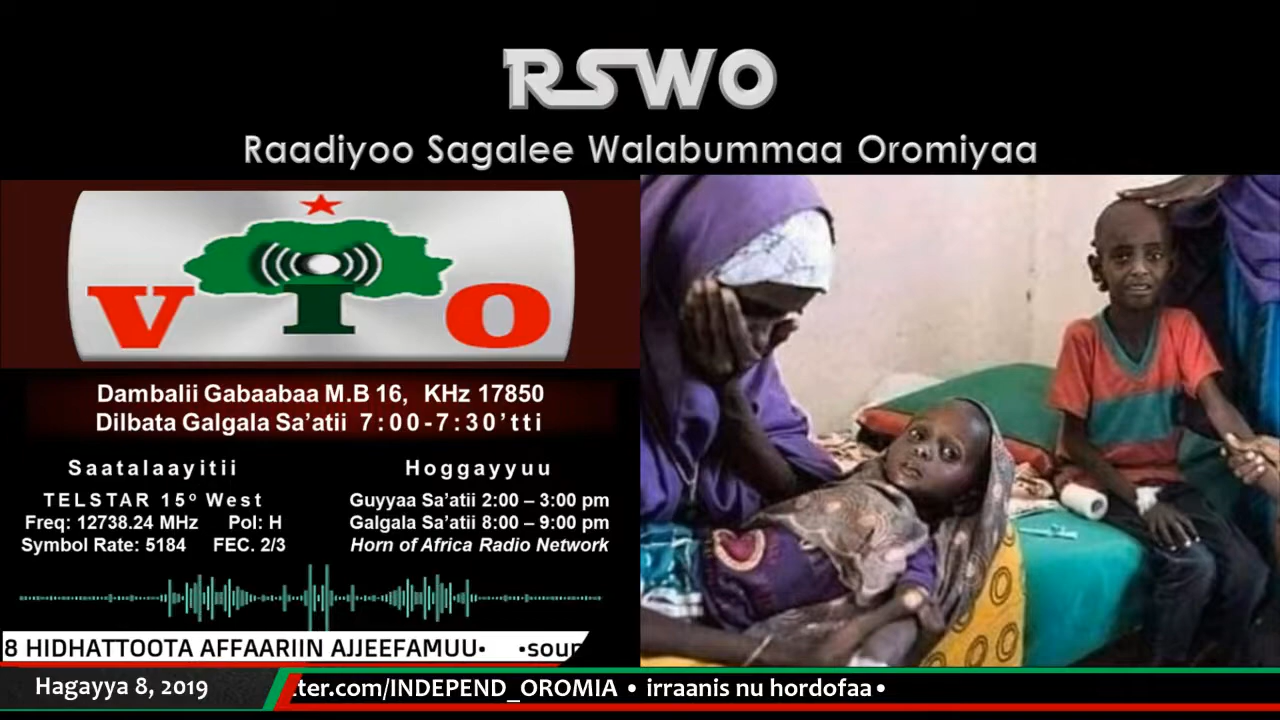 RSWO
Raadiyoo Sagalee Walabummaa Oromiyaa
V I O
Dambalii Gabaabaa M.B 16, KHz 17850
Dilbata Galgala Sa’atii 7:00-7:30’tti
Saatalaayitii
TELSTAR 15º West
Freq: 12738.24 MHz Pol: H
Symbol Rate: 5184 FEC. 2/3
Hoggayyuu
Guyyaa Sa’atii 2:00 – 3:00 pm
Galgala Sa’atii 8:00 – 9:00 pm
Horn of Africa Radio Network
8 HIDHATTOOTA AFFAARIIN AJJEEFAMUU• •sour
Hagayya 8, 2019
ter.com/INDEPEND_OROMIA • irraanis nu hordofaa•